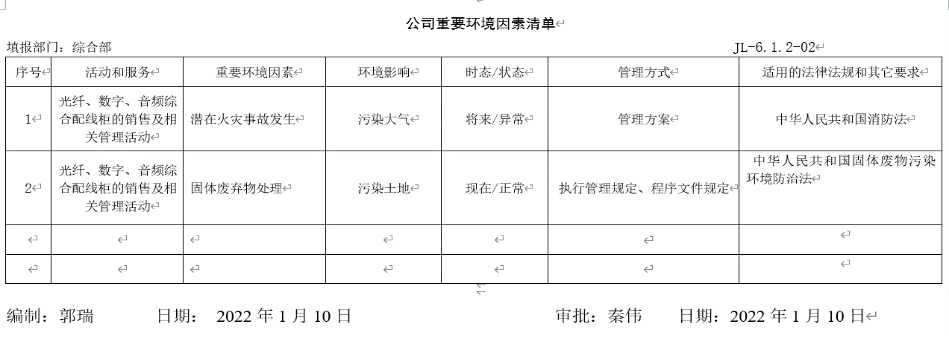 公司重要环境因素清单
填报部门：综合部 JL-6.1.2-02
序号 活动和服务 重要环境因素 环境影响 时态/状态 管理方式 适用的法律法规和其它要求
光纤、数字、音频综
1 合配线柜的销售及相 潜在火灾事故发生 污染大气 将来/异常 管理方案 中华人民共和国消防法
关管理活动
光纤、数字、音频综 中华人民共和国固体废物污染
2 合配线柜的销售及相 固体废弃物处理 污染土地 现在/正常 执行管理规定、程序文件规定 环境防治法
关管理活动
编制：郭瑞 日期： 2022 年 1 月 10 日 审批：秦伟 日期：2022 年 1 月 10 日